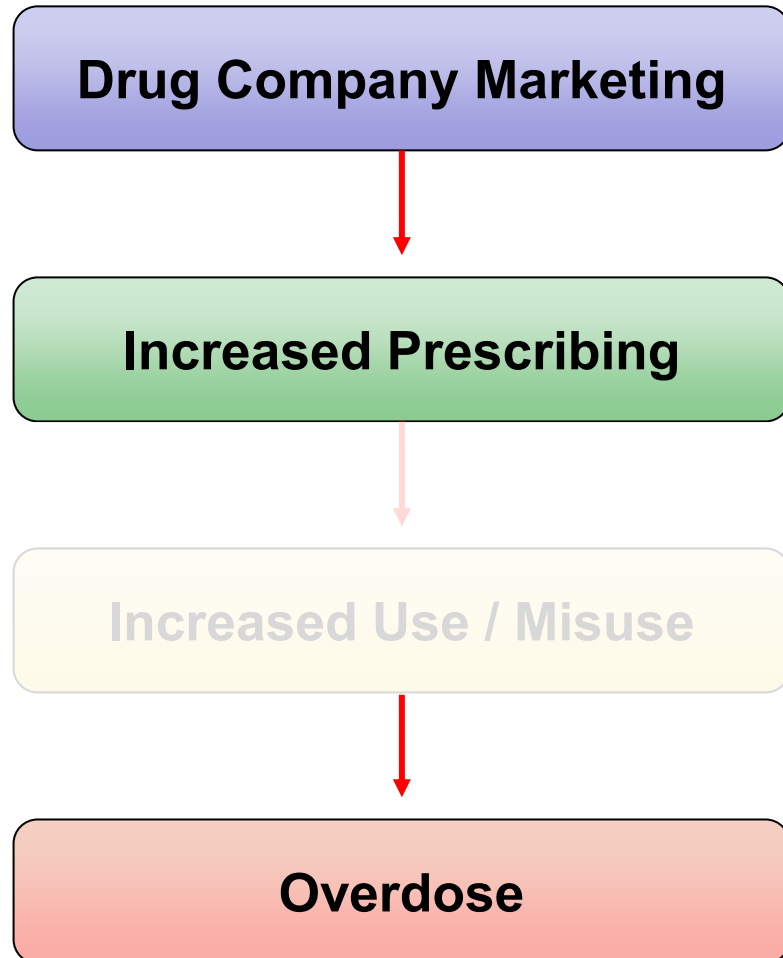 Drug Company Marketing
Increased Prescribing
Increased Use / Misuse
Overdose